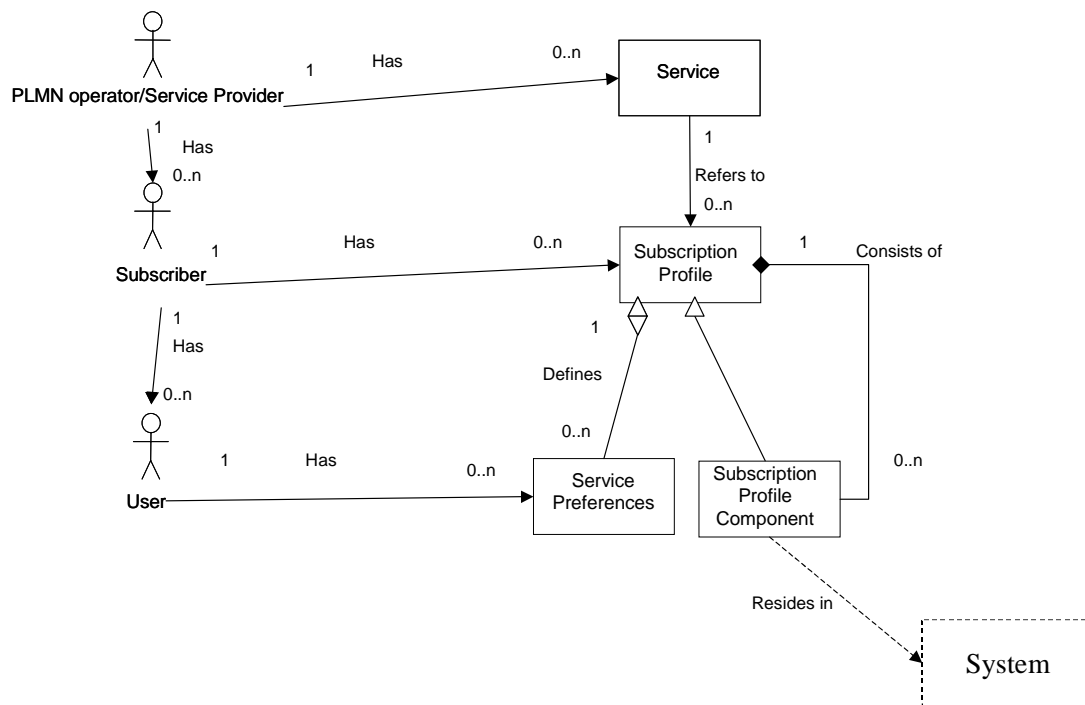 1
Has
0..n
Service
PLMN operator/Service Provider
1
Has
0..n
1
Refers to
0..n
Subscriber
1
Has
0..n
Subscription
Profile
1
Consists of
1
Has
0..n
1
Defines
0..n
User
1
Has
0..n
Service
Preferences
Subscription
Profile
Component
0..n
Resides in
System